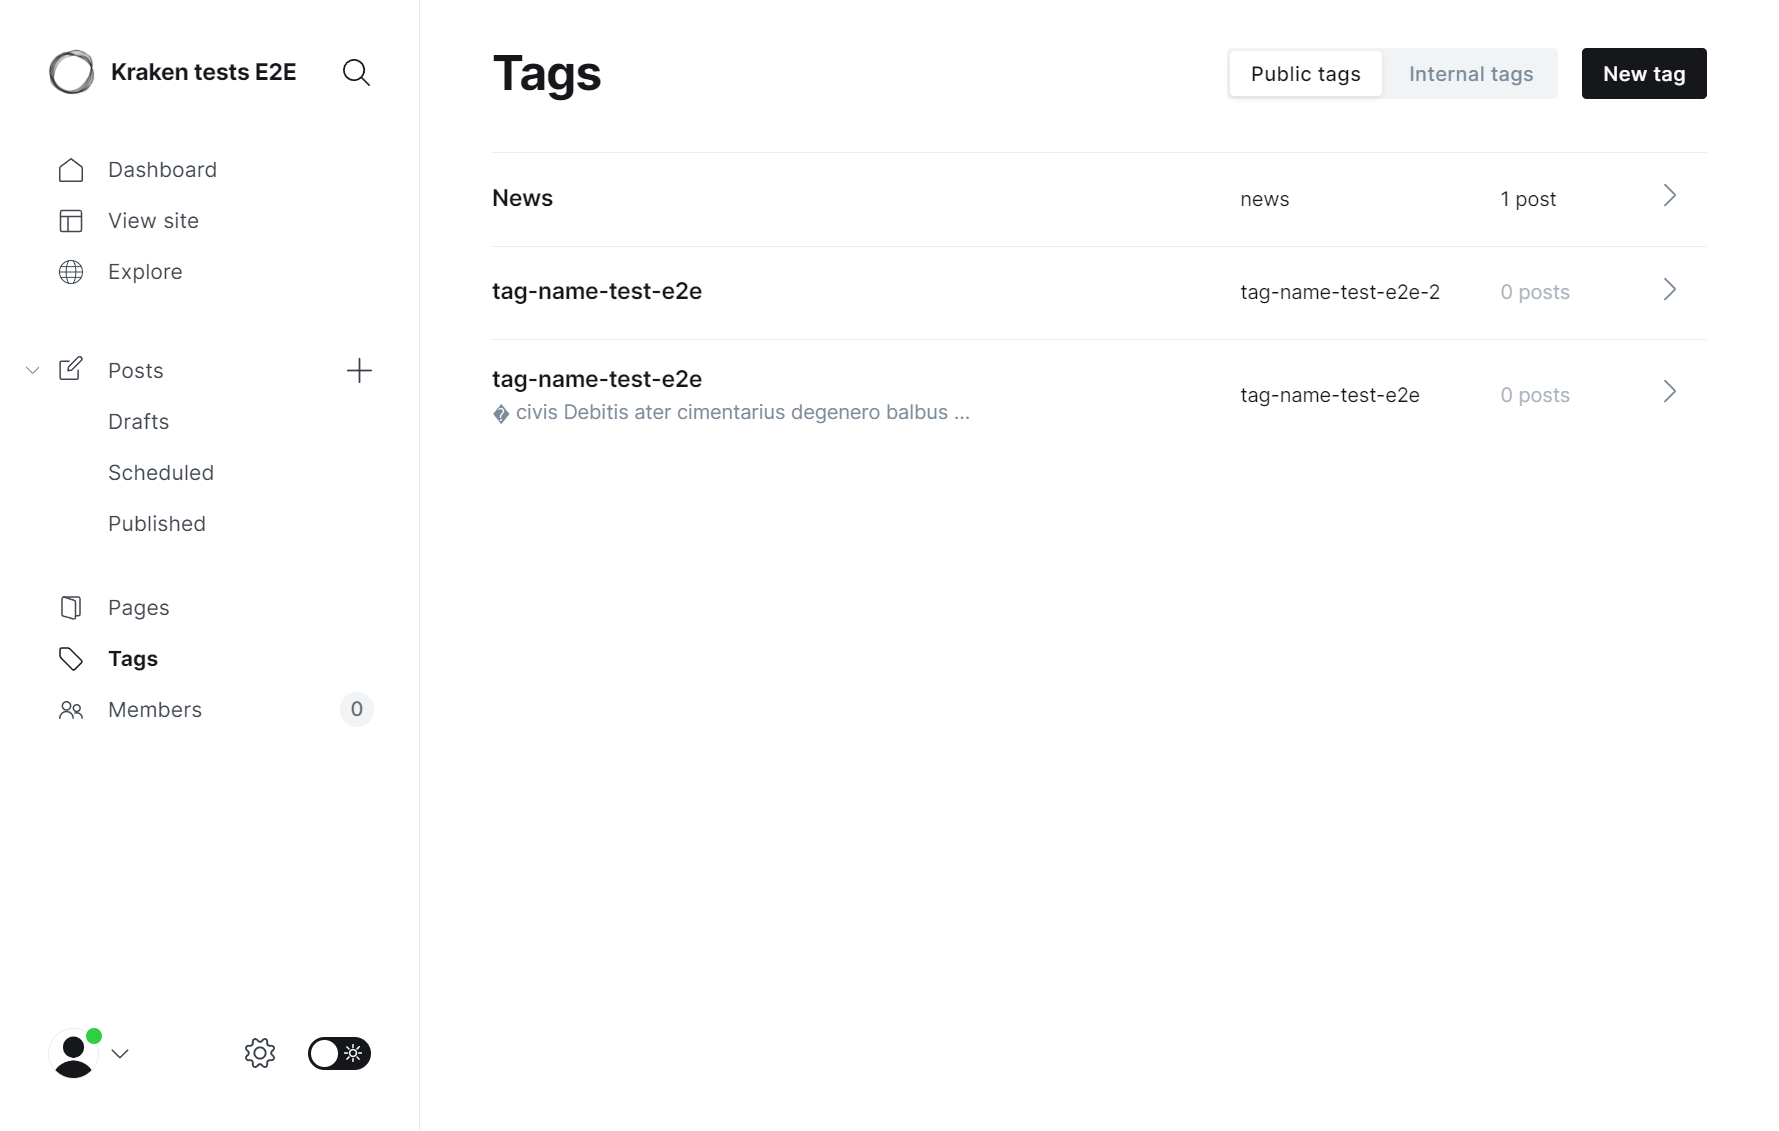 Kraken tests E2E
Dashboard
View site
Explore
Posts
Drafts
Scheduled
Published
Pages
Tags
Members 0
Tags
Public tags Internal tags New tag
News news 1 post
tag-name-test-e2e tag-name-test-e2e-2 0 posts
tag-name-test-e2e
� civis Debitis ater cimentarius degenero balbus ...
tag-name-test-e2e 0 posts